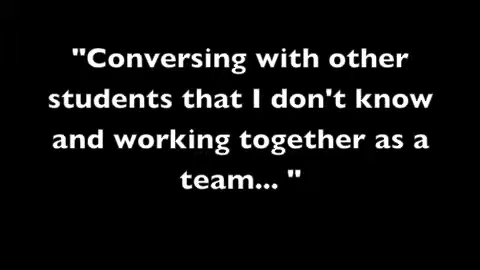 "Conversing with other
students that I don't know
and working together as a
team... "